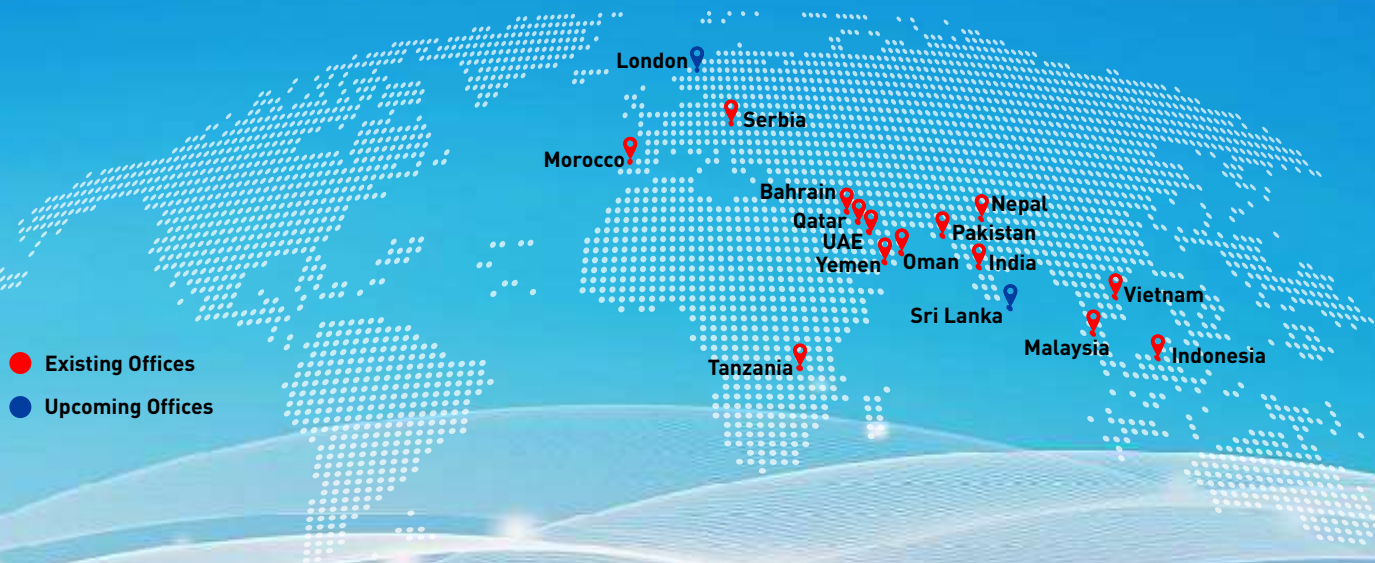 London
Serbia
Morocco
Bahrain
Nepal
Qatar
Pakistan
UAE
Yemen
Oman
India
Vietnam
Sri Lanka
Malaysia
Indonesia
Tanzania
Existing Offices
Upcoming Offices